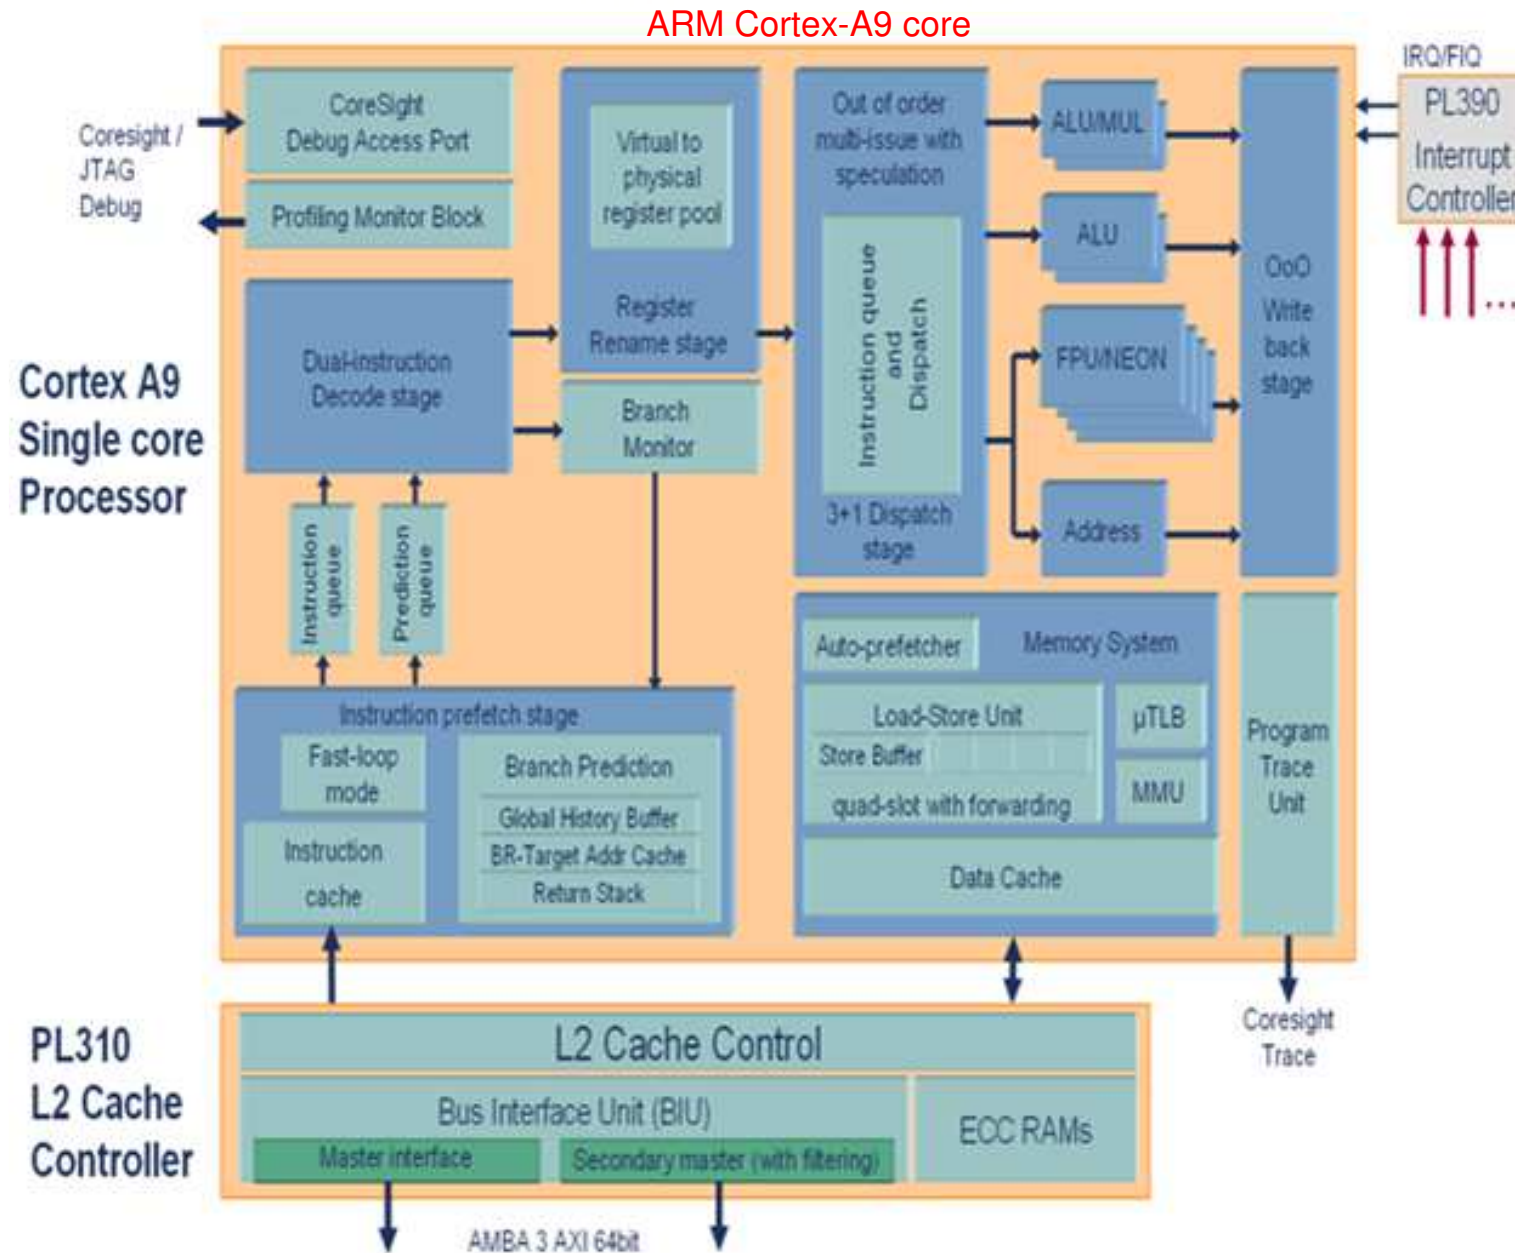 ARM Cortex-A9 core
IRQ/FIQ
PL390
Interrupt
Controller
Coresight /
JTAG
Debug
CoreSight
Debug Access Port
Profiling Monitor Block
Virtual to
physical
register pool
Register
Rename stage
Out of order
multi-issue with
speculation
Instruction queue
and
Dispatch
3+1 Dispatch
stage
ALU/MUL
ALU
FPU/NEON
Address
OoO
Write
back
stage
Cortex A9
Single core
Processor
Dual-instruction
Decode stage
Branch
Monitor
Instruction
queue
Prediction
queue
Instruction prefetch stage
Fast-loop
mode
Instruction
cache
Branch Prediction
Global History Buffer
BR-Target Addr Cache
Return Stack
Auto-prefetcher
Memory System
Load-Store Unit
Store Buffer
quad-slot with forwarding
µTLB
MMU
Data Cache
Program
Trace
Unit
Coresight
Trace
PL310
L2 Cache
Controller
L2 Cache Control
Bus Interface Unit (BIU)
Master interface
Secondary master (with filtering)
ECC RAMs
AMBA 3 AXI 64bit